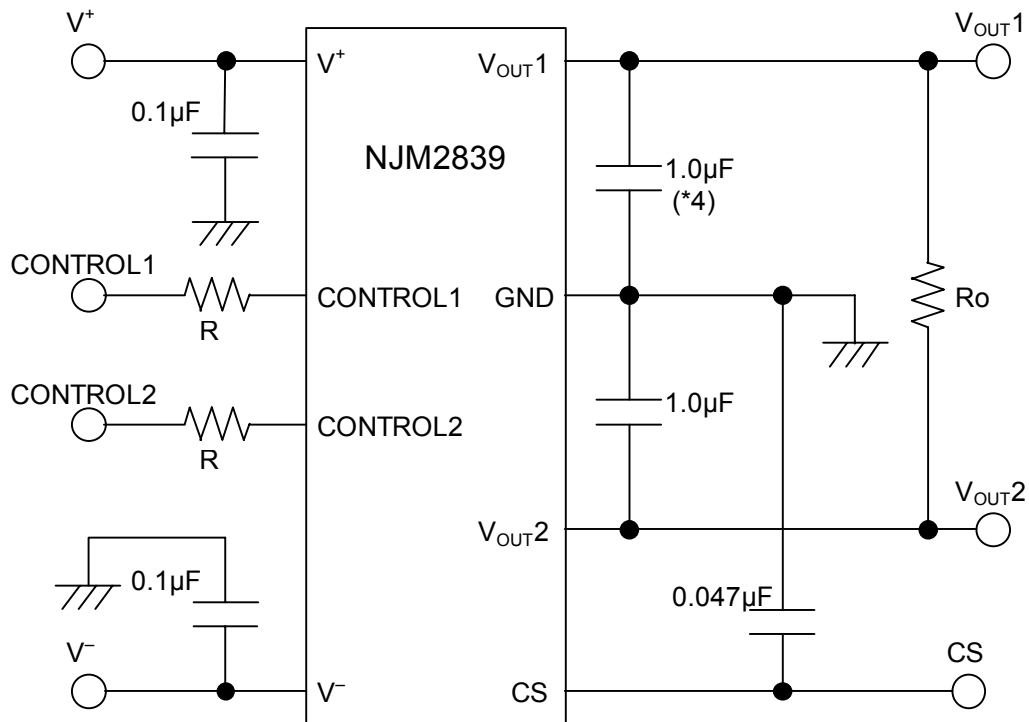 V⁺
V⁺
0.1µF
NJM2839
V_OUT1
V_OUT1
1.0µF
(*4)
CONTROL1
R
CONTROL1
GND
Ro
CONTROL2
R
CONTROL2
1.0µF
V_OUT2
V_OUT2
0.1µF
0.047µF
V⁻
V⁻
CS
CS